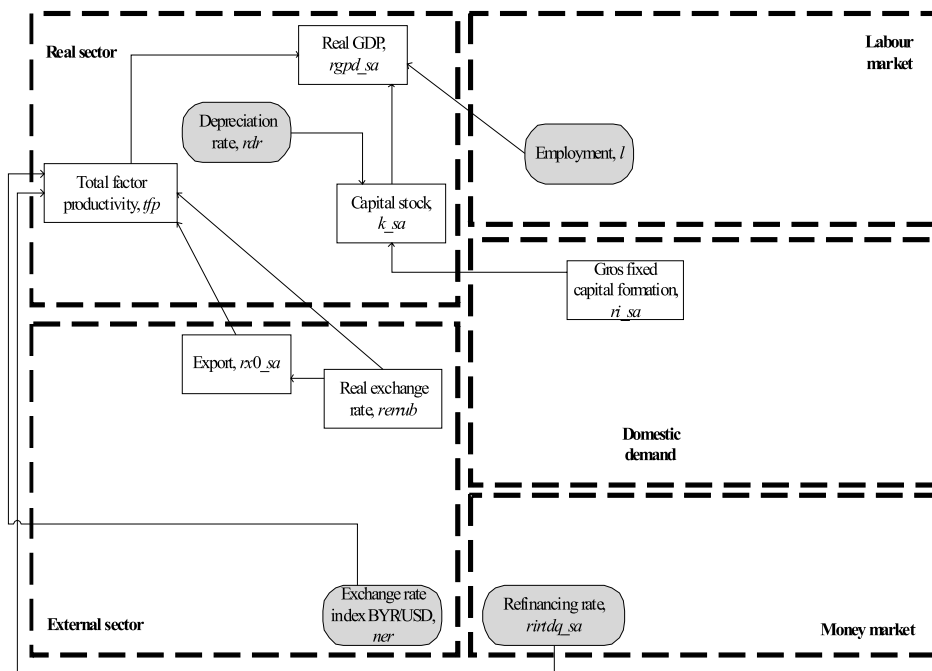 Real sector
Real GDP,
rgpd_sa
Labour
market
Depreciation
rate, rdr
Employment, l
Total factor
productivity, tfp
Capital stock,
k_sa
Gros fixed
capital formation,
ri_sa
Export, rx0_sa
Real exchange
rate, rerrub
Domestic
demand
Exchange rate
index BYR/USD,
ner
Refinancing rate,
rirtdq_sa
External sector
Money market